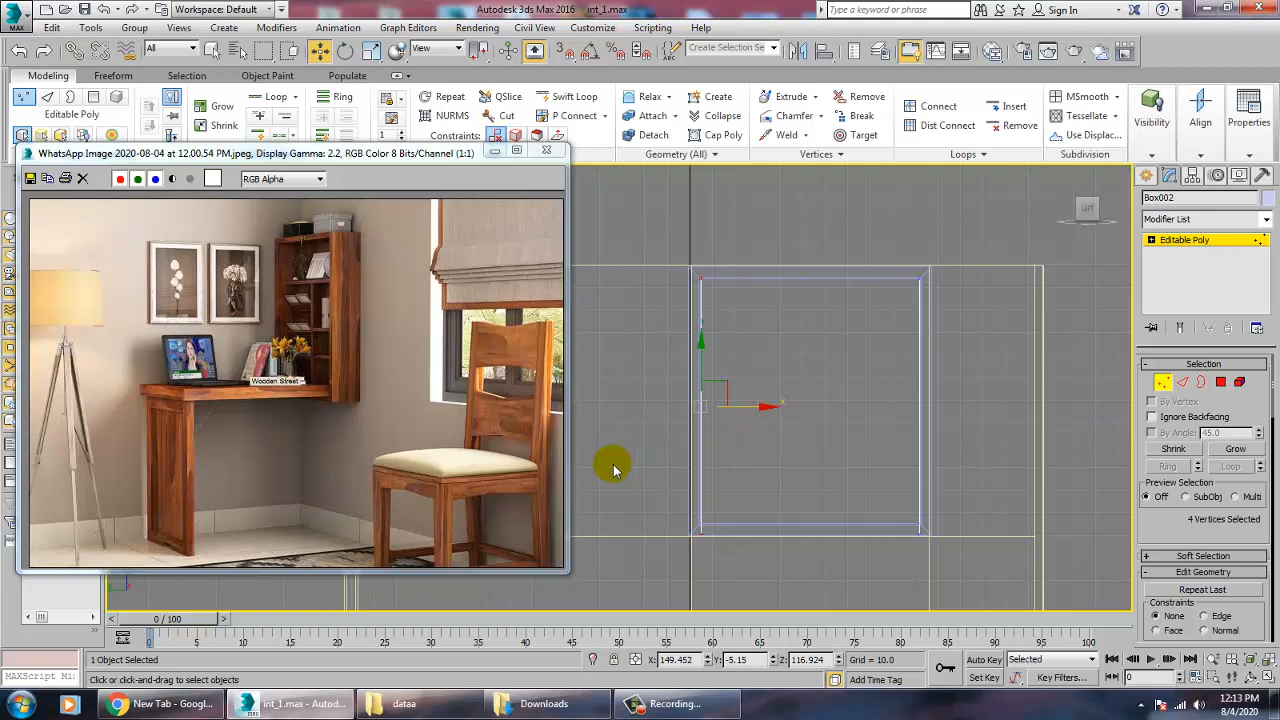 Workspace: Default
Autodesk 3ds Max 2016
int_1.max
Type a keyword or phrase
Sign In
MAX
Edit
Tools
Group
Views
Create
Modifiers
Animation
Graph Editors
Rendering
Civil View
Customize
Scripting
Help
All
View
Create Selection Se
Modeling
Freeform
Selection
Object Paint
Populate
Loop
Ring
Repeat
QSlice
Swift Loop
Relax
Create
Extrude
Remove
MSmooth
Grow
NURMS
Cut
P Connect
Attach
Collapse
Chamfer
Break
Connect
Insert
Tessellate
Editable Poly
Shrink
1
Constraints:
Detach
Cap Poly
Weld
Target
Dist Connect
Remove
Use Displac...
Visibility
Align
Properties
Geometry (All)
Vertices
Loops
Subdivision
WhatsApp Image 2020-08-04 at 12.00.54 PM.jpeg, Display Gamma: 2.2, RGB Color 8 Bits/Channel (1:1)
RGB Alpha
Wooden Street
x
Box002
Modifier List
Editable Poly
Selection
By Vertex
Ignore Backfacing
By Angle: 45.0
Shrink
Grow
Ring
Loop
Preview Selection
Off
SubObj
Multi
4 Vertices Selected
Soft Selection
Edit Geometry
Repeat Last
Constraints
None
Edge
Face
Normal
0 / 100
0 5 10 15 20 25 30 35 40 45 50 55 60 65 70 75 80 85 90 95 100
1 Object Selected
X: 149.452
Y: -5.15
Z: 116.924
Grid = 10.0
Auto Key
Selected
MAXScript Mi
Click or click-and-drag to select objects
Add Time Tag
Set Key
Key Filters...
0
New Tab - Googl...
int_1.max - Autod...
dataa
Downloads
Recording...
12:13 PM
8/4/2020